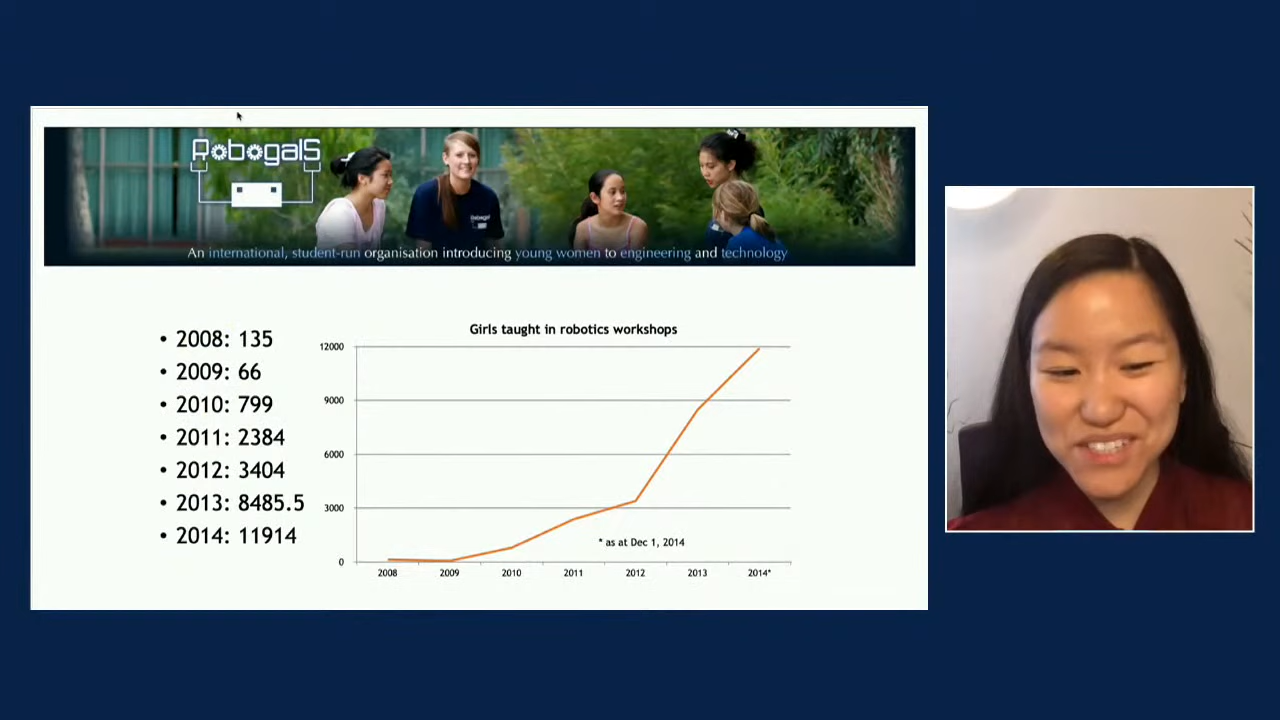 RobogalS
Robogals
An international, student-run organisation introducing young women to engineering and technology
• 2008: 135
• 2009: 66
• 2010: 799
• 2011: 2384
• 2012: 3404
• 2013: 8485.5
• 2014: 11914
Girls taught in robotics workshops
12000
9000
6000
3000
0
* as at Dec 1, 2014
2008 2009 2010 2011 2012 2013 2014*